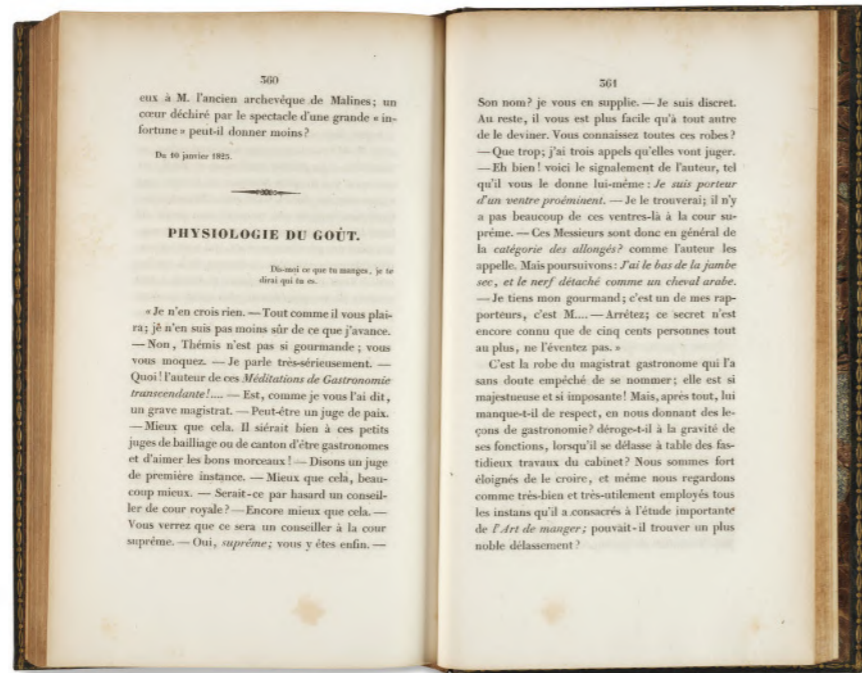 360
eux à M. l'ancien archevêque de Malines; un
cœur déchiré par le spectacle d'une grande « in-
fortune » peut-il donner moins?
Du 10 janvier 1825.
PHYSIOLOGIE DU GOÛT.
Dis-moi ce que tu manges, je te
dirai qui tu es.
« Je n'en crois rien. — Tout comme il vous plai-
ra; je n'en suis pas moins sûr de ce que j'avance.
— Non, Thémis n'est pas si gourmande; vous
vous moquez. — Je parle très-sérieusement. —
Quoi! l'auteur de ces Méditations de Gastronomie
transcendante!.... — Est, comme je vous l'ai dit,
un grave magistrat. — Peut-être un juge de paix.
— Mieux que cela. Il siérait bien à ces petits
juges de bailliage ou de canton d'être gastronomes
et d'aimer les bons morceaux! — Disons un juge
de première instance. — Mieux que cela, beau-
coup mieux. — Serait-ce par hasard un conseil-
ler de cour royale? — Encore mieux que cela. —
Vous verrez que ce sera un conseiller à la cour
suprême. — Oui, suprême; vous y êtes enfin. —
361
Son nom? je vous en supplie. — Je suis discret.
Au reste, il vous est plus facile qu'à tout autre
de le deviner. Vous connaissez toutes ces robes?
— Que trop; j'ai trois appels qu'elles vont juger.
— Eh bien! voici le signalement de l'auteur, tel
qu'il vous le donne lui-même : Je suis porteur
d'un ventre proéminent. — Je le trouverai; il n'y
a pas beaucoup de ces ventres-là à la cour su-
prême. — Ces Messieurs sont donc en général de
la catégorie des allongés? comme l'auteur les
appelle. Mais poursuivons : J'ai le bas de la jambe
sec, et le nerf détaché comme un cheval arabe.
— Je tiens mon gourmand; c'est un de mes rap-
porteurs, c'est M.... — Arrêtez; ce secret n'est
encore connu que de cinq cents personnes tout
au plus, ne l'éventez pas. »
C'est la robe du magistrat gastronome qui l'a
sans doute empêché de se nommer; elle est si
majestueuse et si imposante! Mais, après tout, lui
manque-t-il de respect, en nous donnant des le-
çons de gastronomie? déroge-t-il à la gravité de
ses fonctions, lorsqu'il se délasse à table des fas-
tidieux travaux du cabinet? Nous sommes fort
éloignés de le croire, et même nous regardons
comme très-bien et très-utilement employés tous
les instans qu'il a consacrés à l'étude importante
de l'Art de manger; pouvait-il trouver un plus
noble délassement?